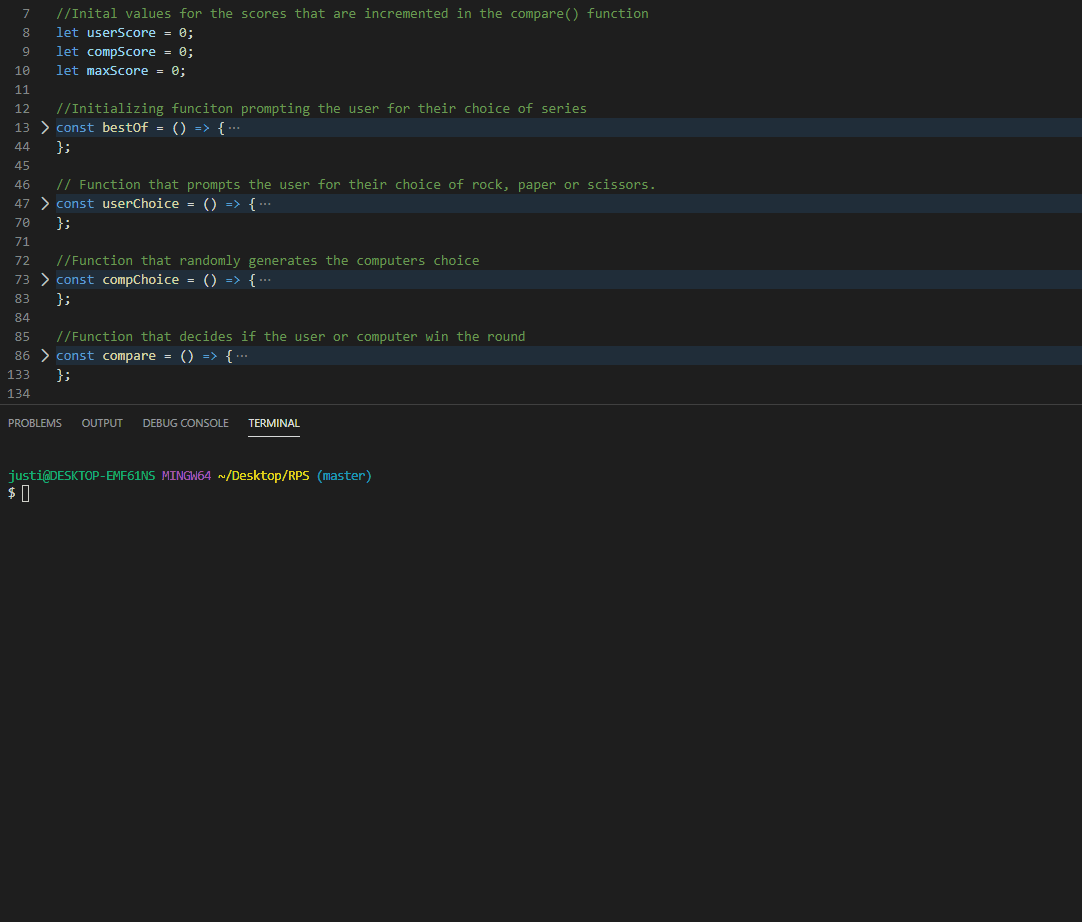 7 //Inital values for the scores that are incremented in the compare() function
8 let userScore = 0;
9 let compScore = 0;
10 let maxScore = 0;
11
12 //Initializing funciton prompting the user for their choice of series
13 const bestOf = () => { ···
44 };
45
46 // Function that prompts the user for their choice of rock, paper or scissors.
47 const userChoice = () => { ···
70 };
71
72 //Function that randomly generates the computers choice
73 const compChoice = () => { ···
83 };
84
85 //Function that decides if the user or computer win the round
86 const compare = () => { ···
133 };
134
PROBLEMS OUTPUT DEBUG CONSOLE TERMINAL
justi@DESKTOP-EMF61NS MINGW64 ~/Desktop/RPS (master)
$